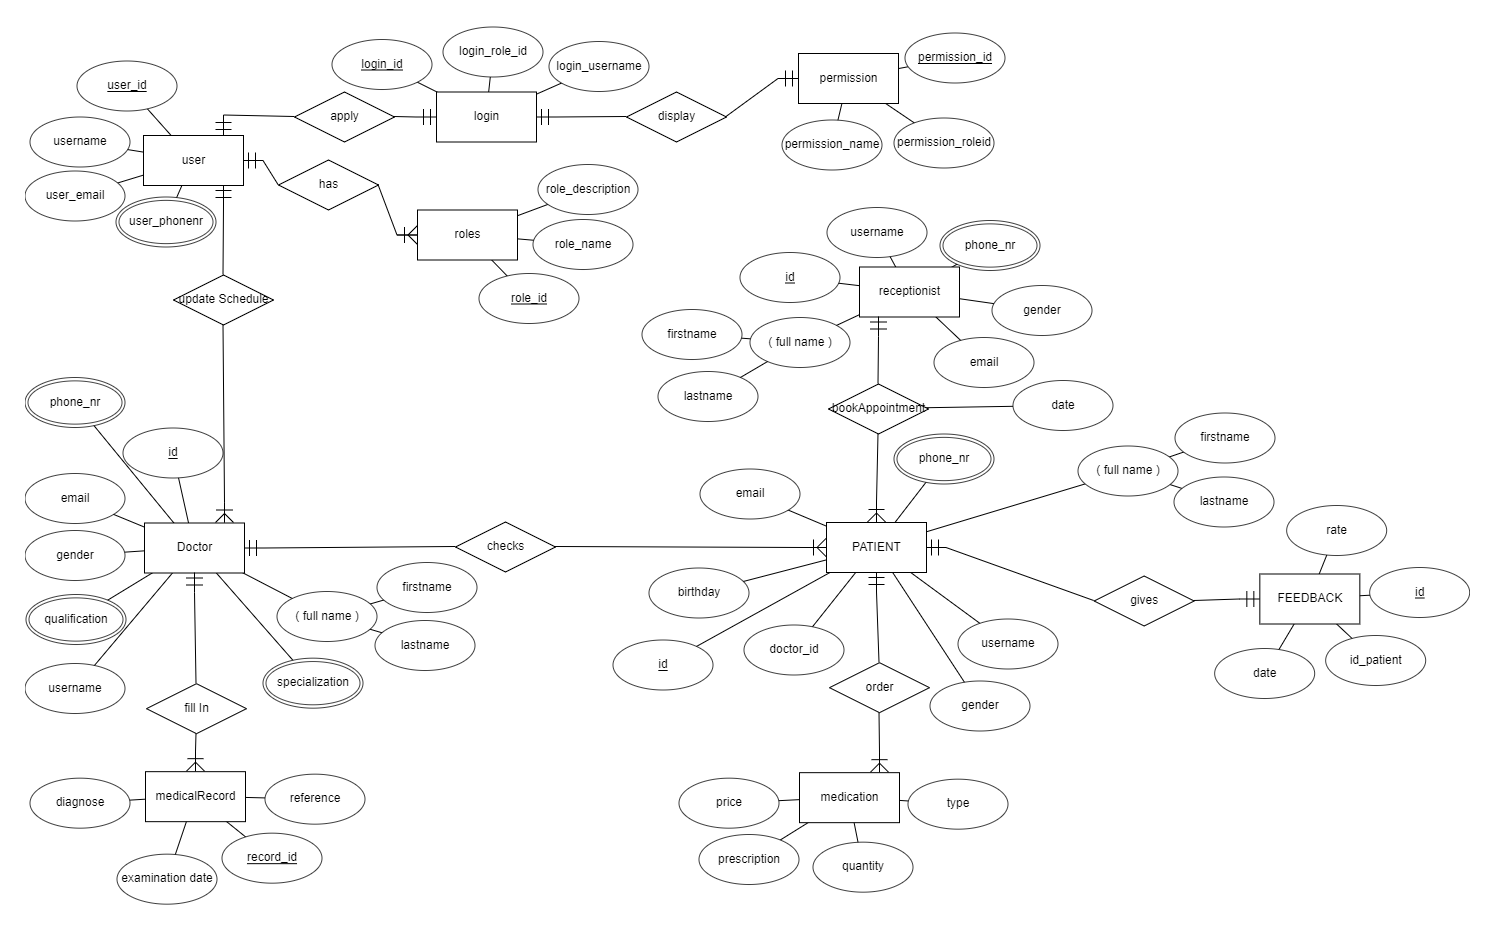 login_role_id
login_id
login_username
permission_id
user_id
permission
login
apply
display
username
user
permission_name
permission_roleid
has
user_email
role_description
user_phonenr
roles
role_name
username
phone_nr
id
receptionist
update Schedule
role_id
gender
firstname
( full name )
email
lastname
phone_nr
bookAppointment
date
id
firstname
phone_nr
( full name )
email
email
lastname
rate
Doctor
checks
PATIENT
gender
birthday
firstname
gives
FEEDBACK
id
qualification
( full name )
lastname
username
doctor_id
id
id_patient
date
username
specialization
order
gender
fill In
medicalRecord
reference
diagnose
medication
price
type
record_id
prescription
quantity
examination date